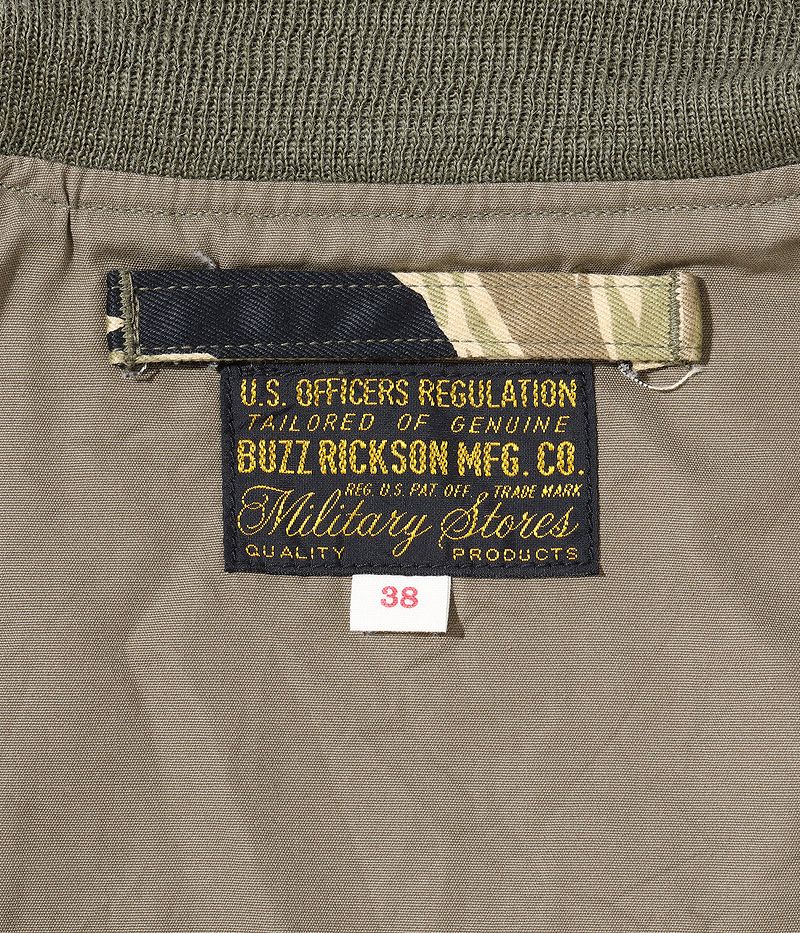 U.S. OFFICERS REGULATION
TAILORED OF GENUINE
BUZZ RICKSON MFG. CO.
REG. U.S. PAT. OFF. TRADE MARK
Military Stores
QUALITY PRODUCTS
38